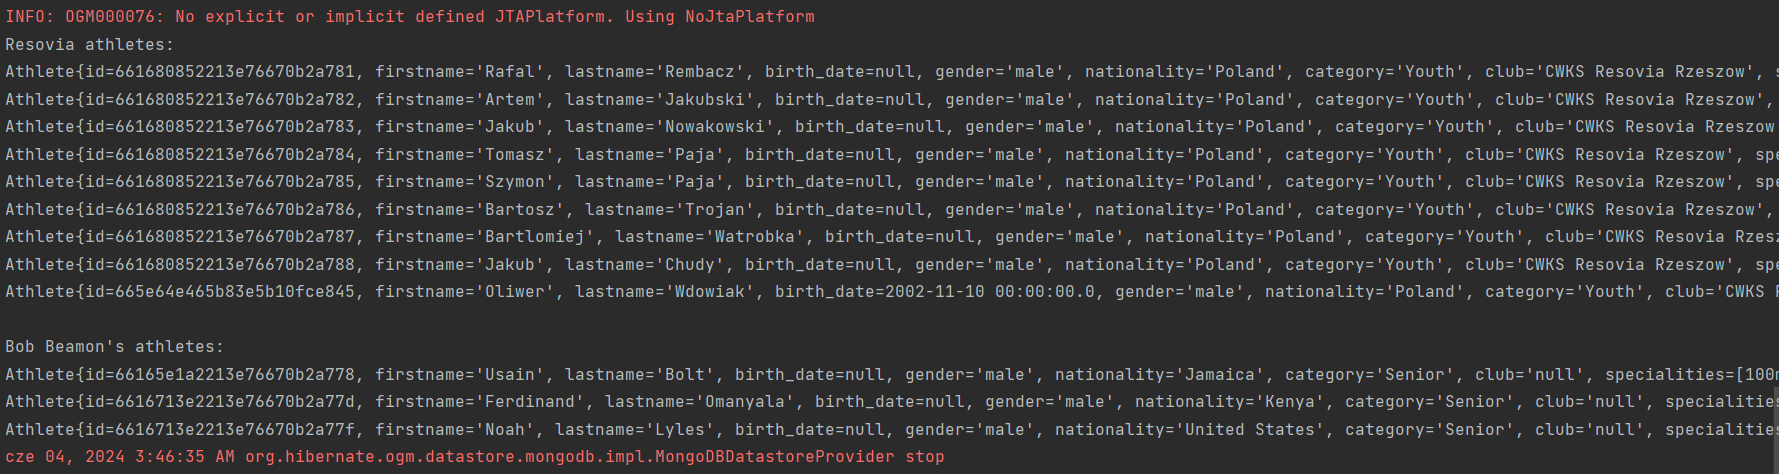 INFO: OGM000076: No explicit or implicit defined JTAPlatform. Using NoJtaPlatform
Resovia athletes:
Athlete{id=661680852213e76670b2a781, firstname='Rafal', lastname='Rembacz', birth_date=null, gender='male', nationality='Poland', category='Youth', club='CWKS Resovia Rzeszow', s
Athlete{id=661680852213e76670b2a782, firstname='Artem', lastname='Jakubski', birth_date=null, gender='male', nationality='Poland', category='Youth', club='CWKS Resovia Rzeszow',
Athlete{id=661680852213e76670b2a783, firstname='Jakub', lastname='Nowakowski', birth_date=null, gender='male', nationality='Poland', category='Youth', club='CWKS Resovia Rzeszow
Athlete{id=661680852213e76670b2a784, firstname='Tomasz', lastname='Paja', birth_date=null, gender='male', nationality='Poland', category='Youth', club='CWKS Resovia Rzeszow', spe
Athlete{id=661680852213e76670b2a785, firstname='Szymon', lastname='Paja', birth_date=null, gender='male', nationality='Poland', category='Youth', club='CWKS Resovia Rzeszow', spe
Athlete{id=661680852213e76670b2a786, firstname='Bartosz', lastname='Trojan', birth_date=null, gender='male', nationality='Poland', category='Youth', club='CWKS Resovia Rzeszow',
Athlete{id=661680852213e76670b2a787, firstname='Bartlomiej', lastname='Watrobka', birth_date=null, gender='male', nationality='Poland', category='Youth', club='CWKS Resovia Rzesz
Athlete{id=661680852213e76670b2a788, firstname='Jakub', lastname='Chudy', birth_date=null, gender='male', nationality='Poland', category='Youth', club='CWKS Resovia Rzeszow', spe
Athlete{id=665e64e465b83e5b10fce845, firstname='Oliwer', lastname='Wdowiak', birth_date=2002-11-10 00:00:00.0, gender='male', nationality='Poland', category='Youth', club='CWKS R
Bob Beamon's athletes:
Athlete{id=66165e1a2213e76670b2a778, firstname='Usain', lastname='Bolt', birth_date=null, gender='male', nationality='Jamaica', category='Senior', club='null', specialities=[100m
Athlete{id=6616713e2213e76670b2a77d, firstname='Ferdinand', lastname='Omanyala', birth_date=null, gender='male', nationality='Kenya', category='Senior', club='null', specialities
Athlete{id=6616713e2213e76670b2a77f, firstname='Noah', lastname='Lyles', birth_date=null, gender='male', nationality='United States', category='Senior', club='null', specialities
cze 04, 2024 3:46:35 AM org.hibernate.ogm.datastore.mongodb.impl.MongoDBDatastoreProvider stop